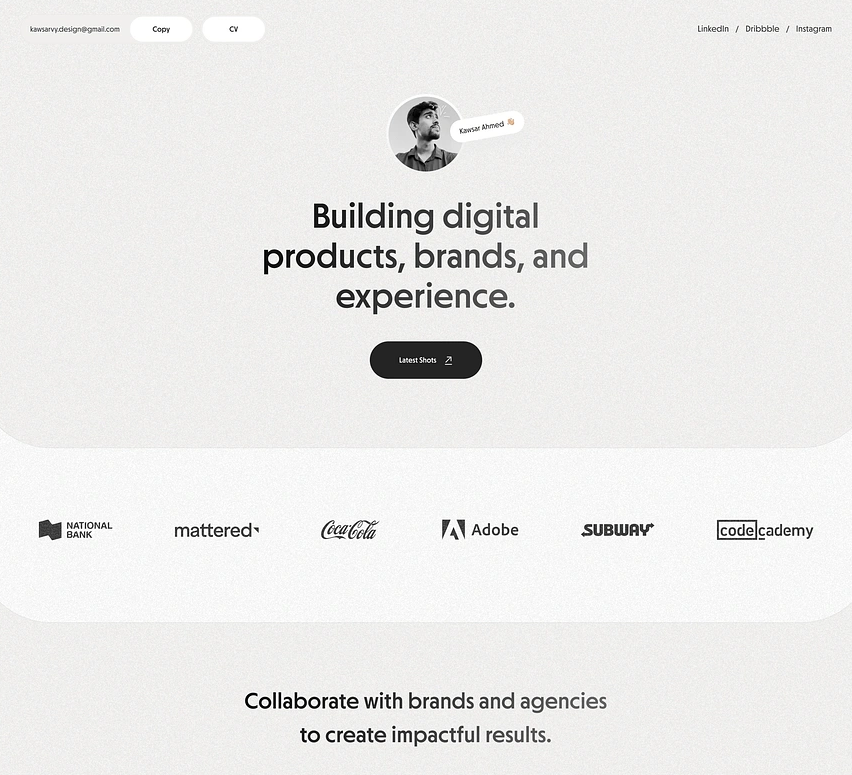 kawsarvy.design@gmail.com Copy CV LinkedIn / Dribbble / Instagram
Kawsar Ahmed 👋🏼
Building digital
products, brands, and
experience.
Latest Shots
NATIONAL
BANK
mattered
Coca-Cola
Adobe
SUBWAY
codecademy
Collaborate with brands and agencies
to create impactful results.